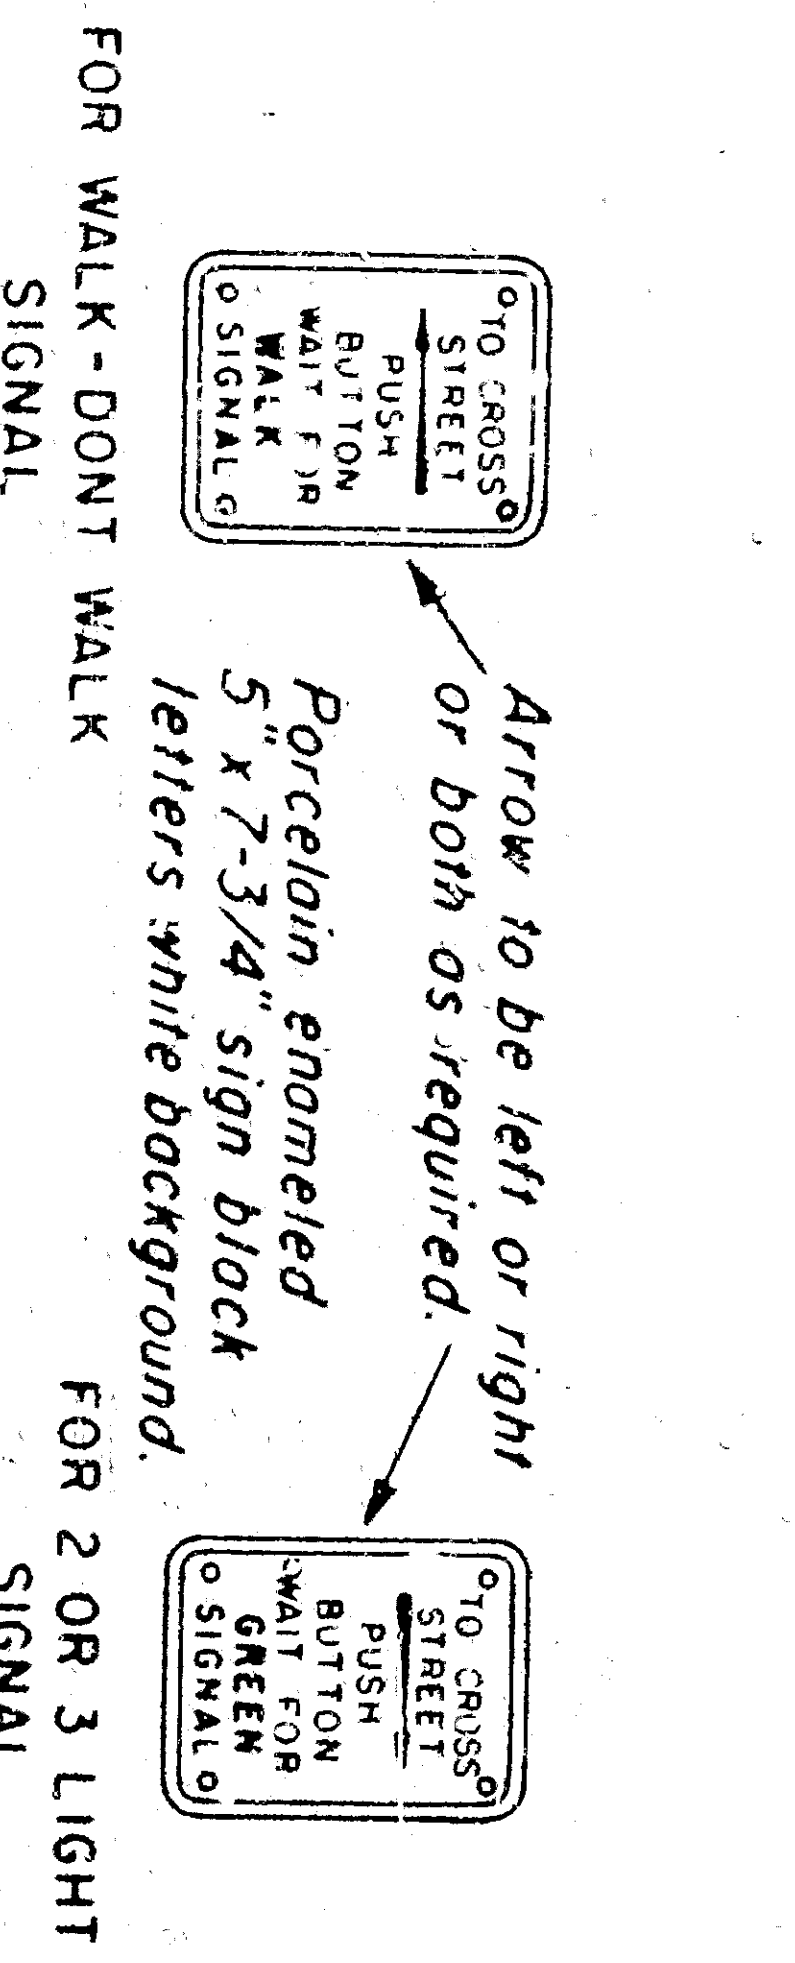 TO CROSS
STREET
PUSH
BUTTON
WAIT FOR
WALK
SIGNAL
FOR WALK-DONT WALK
SIGNAL
Arrow to be left or right
or both as required.
Porcelain enameled
5" x 7-3/4" sign block
letters white background.
TO CROSS
STREET
PUSH
BUTTON
WAIT FOR
GREEN
SIGNAL
FOR 2 OR 3 LIGHT
SIGNAL